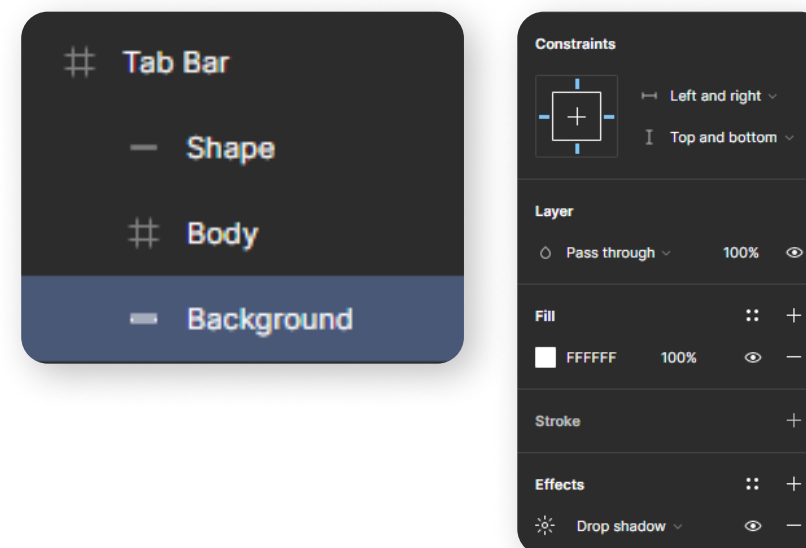 Tab Bar
Shape
Body
Background
Constraints
Left and right
Top and bottom
Layer
Pass through 100%
Fill
FFFFFF 100%
Stroke
Effects
Drop shadow